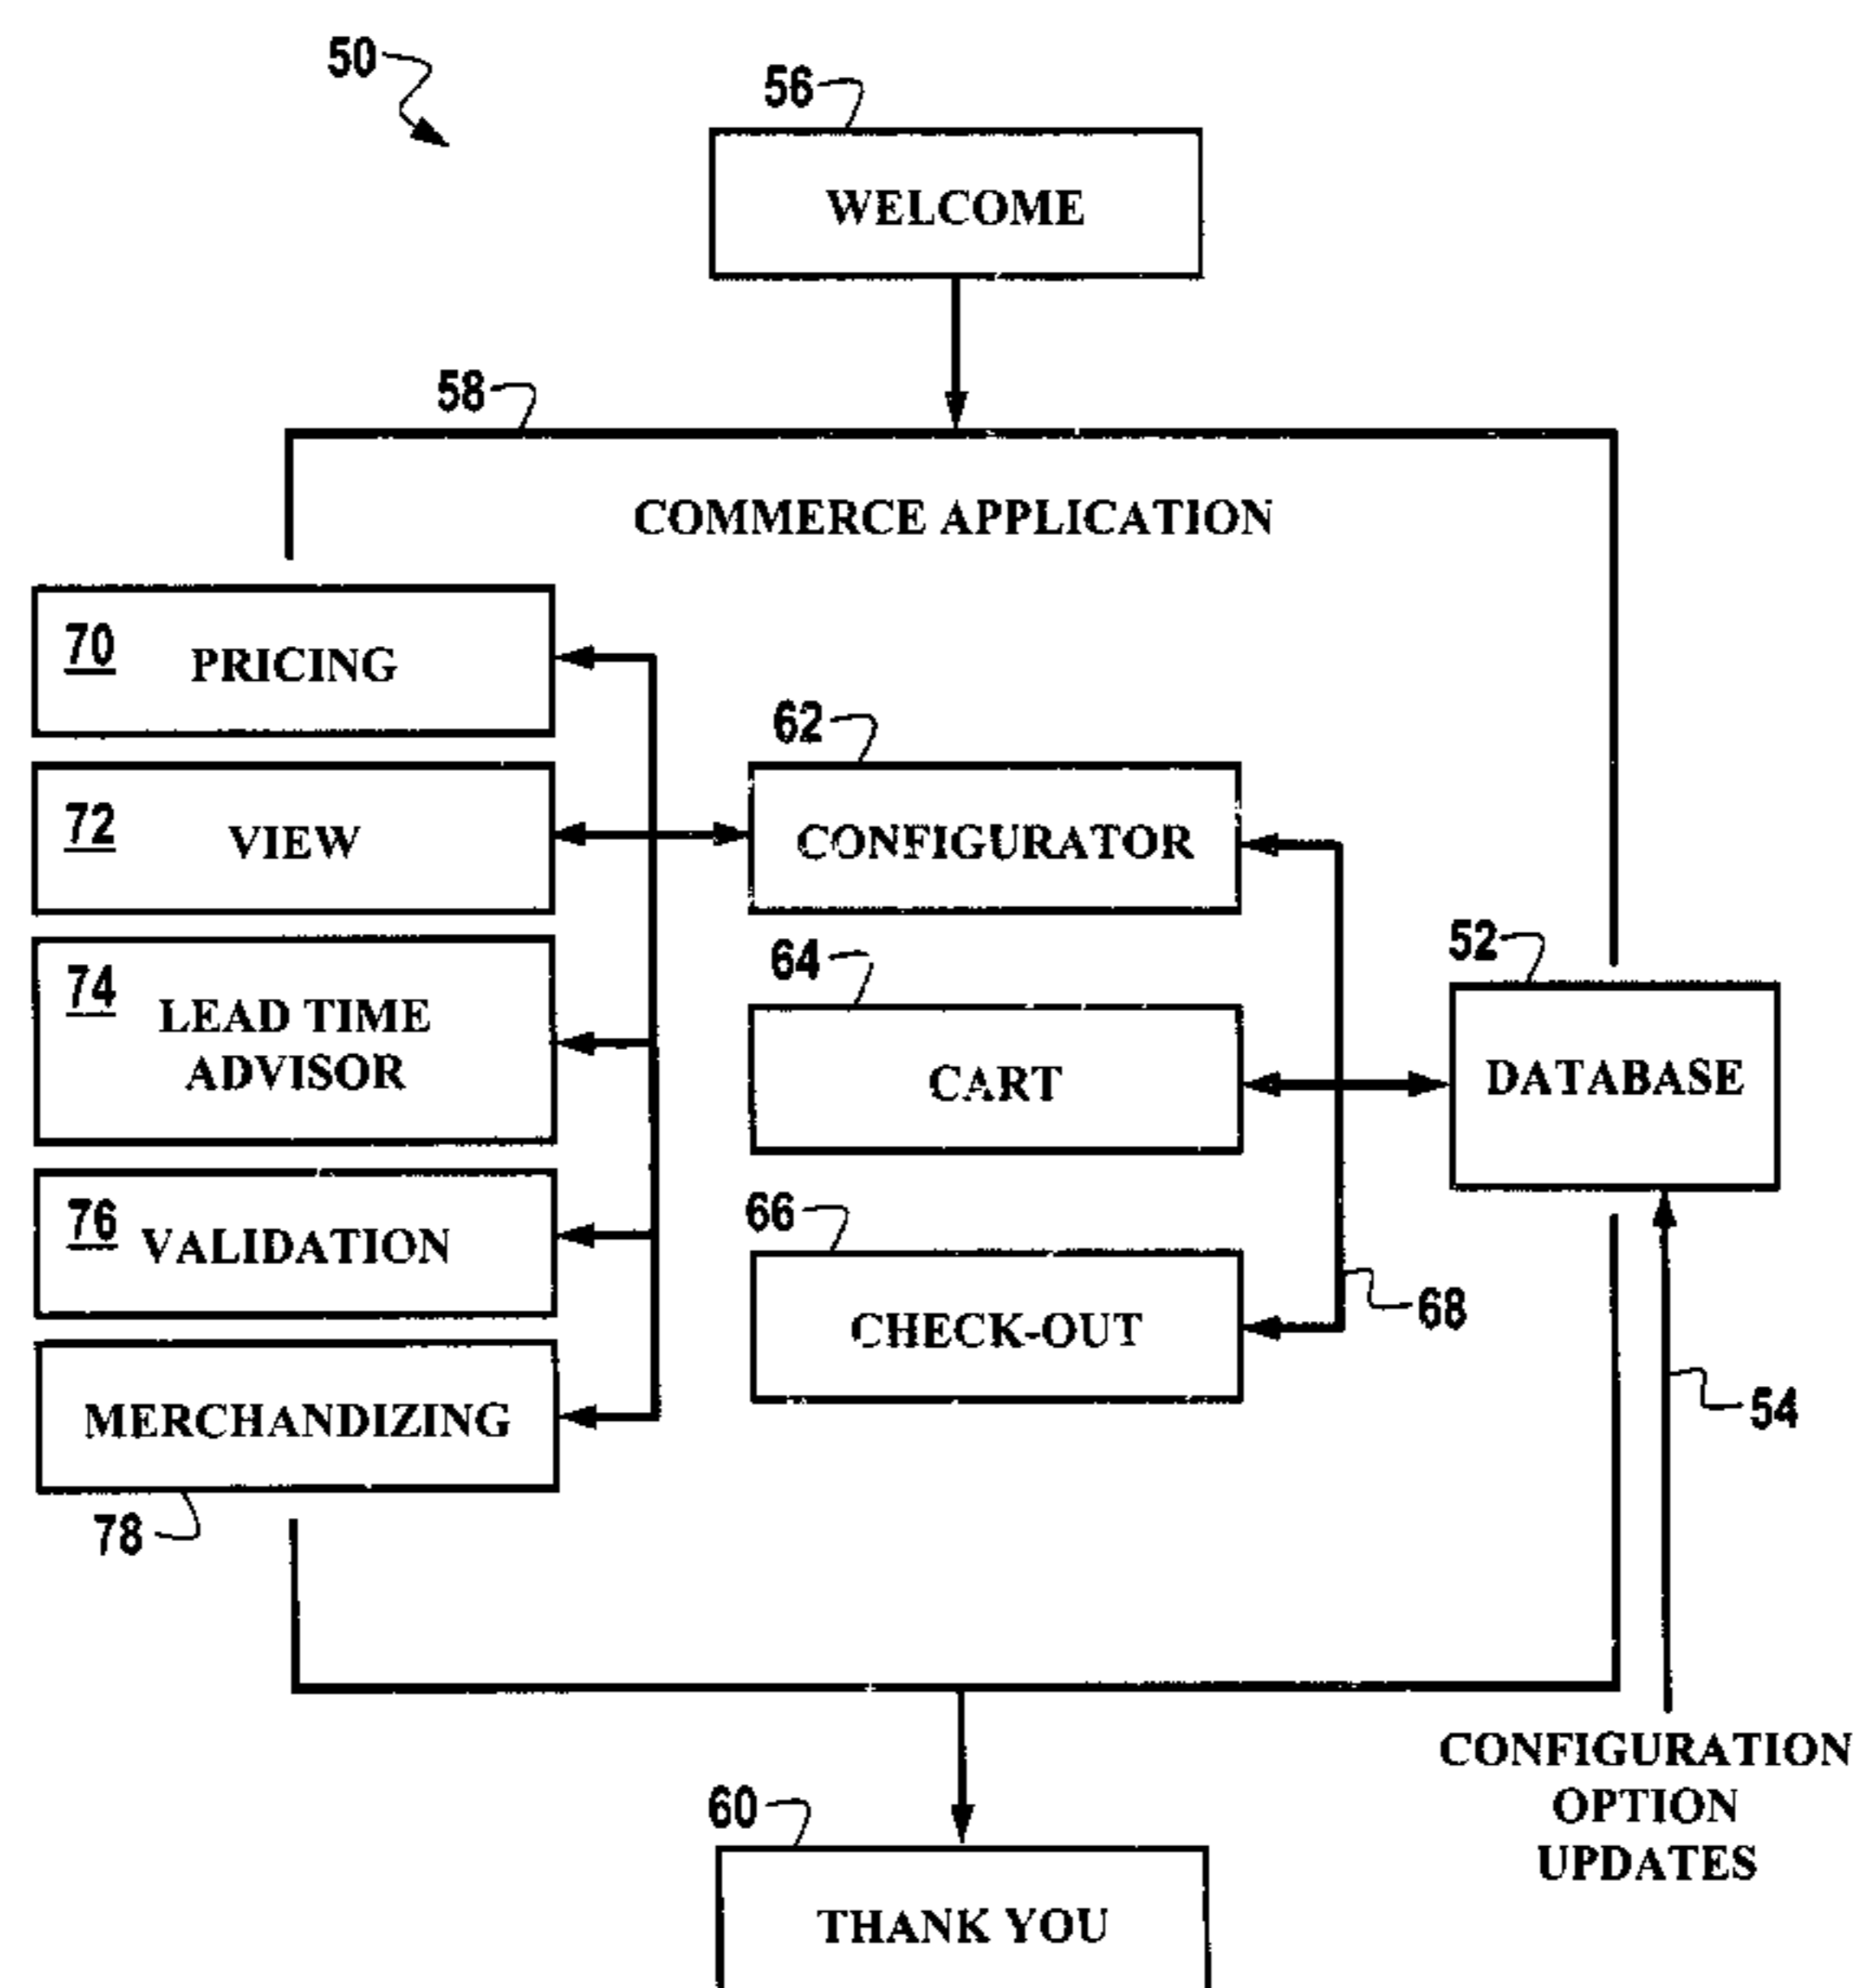 50
56
WELCOME
58
COMMERCE APPLICATION
70 PRICING
72 VIEW
74 LEAD TIME
ADVISOR
76 VALIDATION
MERCHANDIZING
78
62
CONFIGURATOR
64
CART
66
CHECK-OUT
68
52
DATABASE
54
CONFIGURATION
OPTION
UPDATES
60
THANK YOU